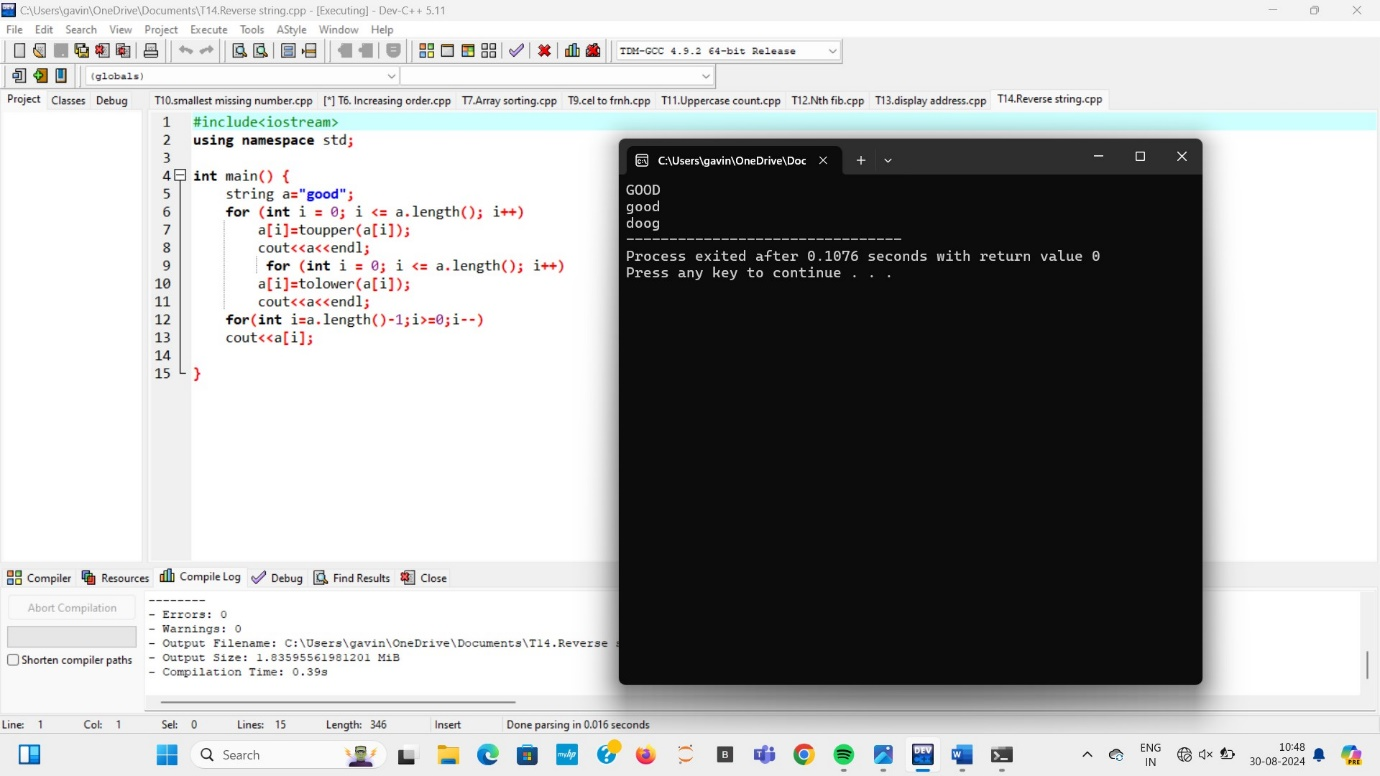 C:\Users\gavin\OneDrive\Documents\T14.Reverse string.cpp - [Executing] - Dev-C++ 5.11
File Edit Search View Project Execute Tools AStyle Window Help
TDM-GCC 4.9.2 64-bit Release
(globals)
Project Classes Debug T10.smallest missing number.cpp [*] T6. Increasing order.cpp T7.Array sorting.cpp T9.cel to frnh.cpp T11.Uppercase count.cpp T12.Nth fib.cpp T13.display address.cpp T14.Reverse string.cpp
1 #include<iostream>
2 using namespace std;
3
4 int main() {
5 string a="good";
6 for (int i = 0; i <= a.length(); i++)
7 a[i]=toupper(a[i]);
8 cout<<a<<endl;
9 for (int i = 0; i <= a.length(); i++)
10 a[i]=tolower(a[i]);
11 cout<<a<<endl;
12 for(int i=a.length()-1;i>=0;i--)
13 cout<<a[i];
14
15 }
C:\Users\gavin\OneDrive\Doc
GOOD
good
doog
--------------------------------
Process exited after 0.1076 seconds with return value 0
Press any key to continue . . .
Compiler Resources Compile Log Debug Find Results Close
Abort Compilation
Shorten compiler paths
--------
- Errors: 0
- Warnings: 0
- Output Filename: C:\Users\gavin\OneDrive\Documents\T14.Reverse
- Output Size: 1.83595561981201 MiB
- Compilation Time: 0.39s
Line: 1 Col: 1 Sel: 0 Lines: 15 Length: 346 Insert Done parsing in 0.016 seconds
Search
myhp
B
DEV
ENG
IN
10:48
30-08-2024
PRE